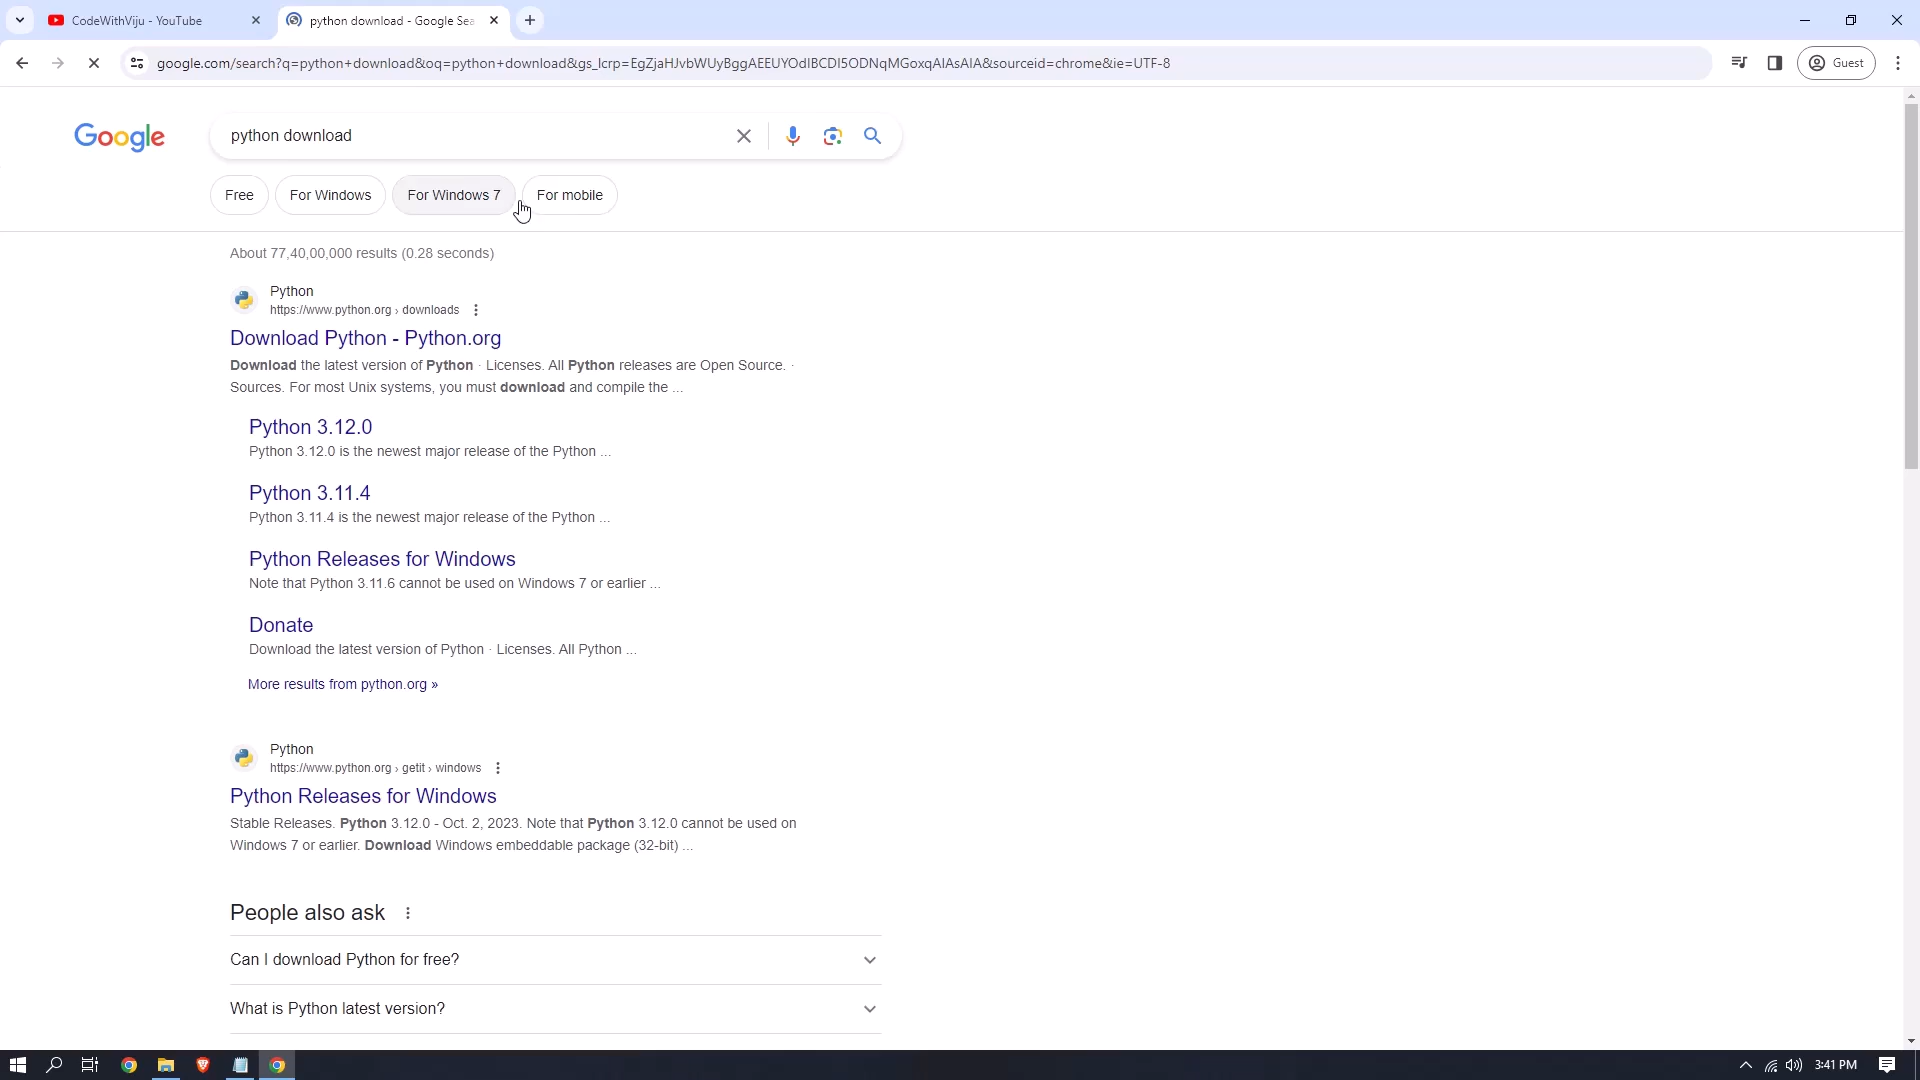 CodeWithViju - YouTube
python download - Google Sea
google.com/search?q=python+download&oq=python+download&gs_lcrp=EgZjaHJvbWUyBggAEEUYOdIBCDI5ODNqMGoxqAIAsAIA&sourceid=chrome&ie=UTF-8
Guest
Google
python download
Free
For Windows
For Windows 7
For mobile
About 77,40,00,000 results (0.28 seconds)
Python
https://www.python.org › downloads
Download Python - Python.org
Download the latest version of Python · Licenses. All Python releases are Open Source. ·
Sources. For most Unix systems, you must download and compile the ...
Python 3.12.0
Python 3.12.0 is the newest major release of the Python ...
Python 3.11.4
Python 3.11.4 is the newest major release of the Python ...
Python Releases for Windows
Note that Python 3.11.6 cannot be used on Windows 7 or earlier ...
Donate
Download the latest version of Python · Licenses. All Python ...
More results from python.org »
Python
https://www.python.org › getit › windows
Python Releases for Windows
Stable Releases. Python 3.12.0 - Oct. 2, 2023. Note that Python 3.12.0 cannot be used on
Windows 7 or earlier. Download Windows embeddable package (32-bit) ...
People also ask
Can I download Python for free?
What is Python latest version?
3:41 PM